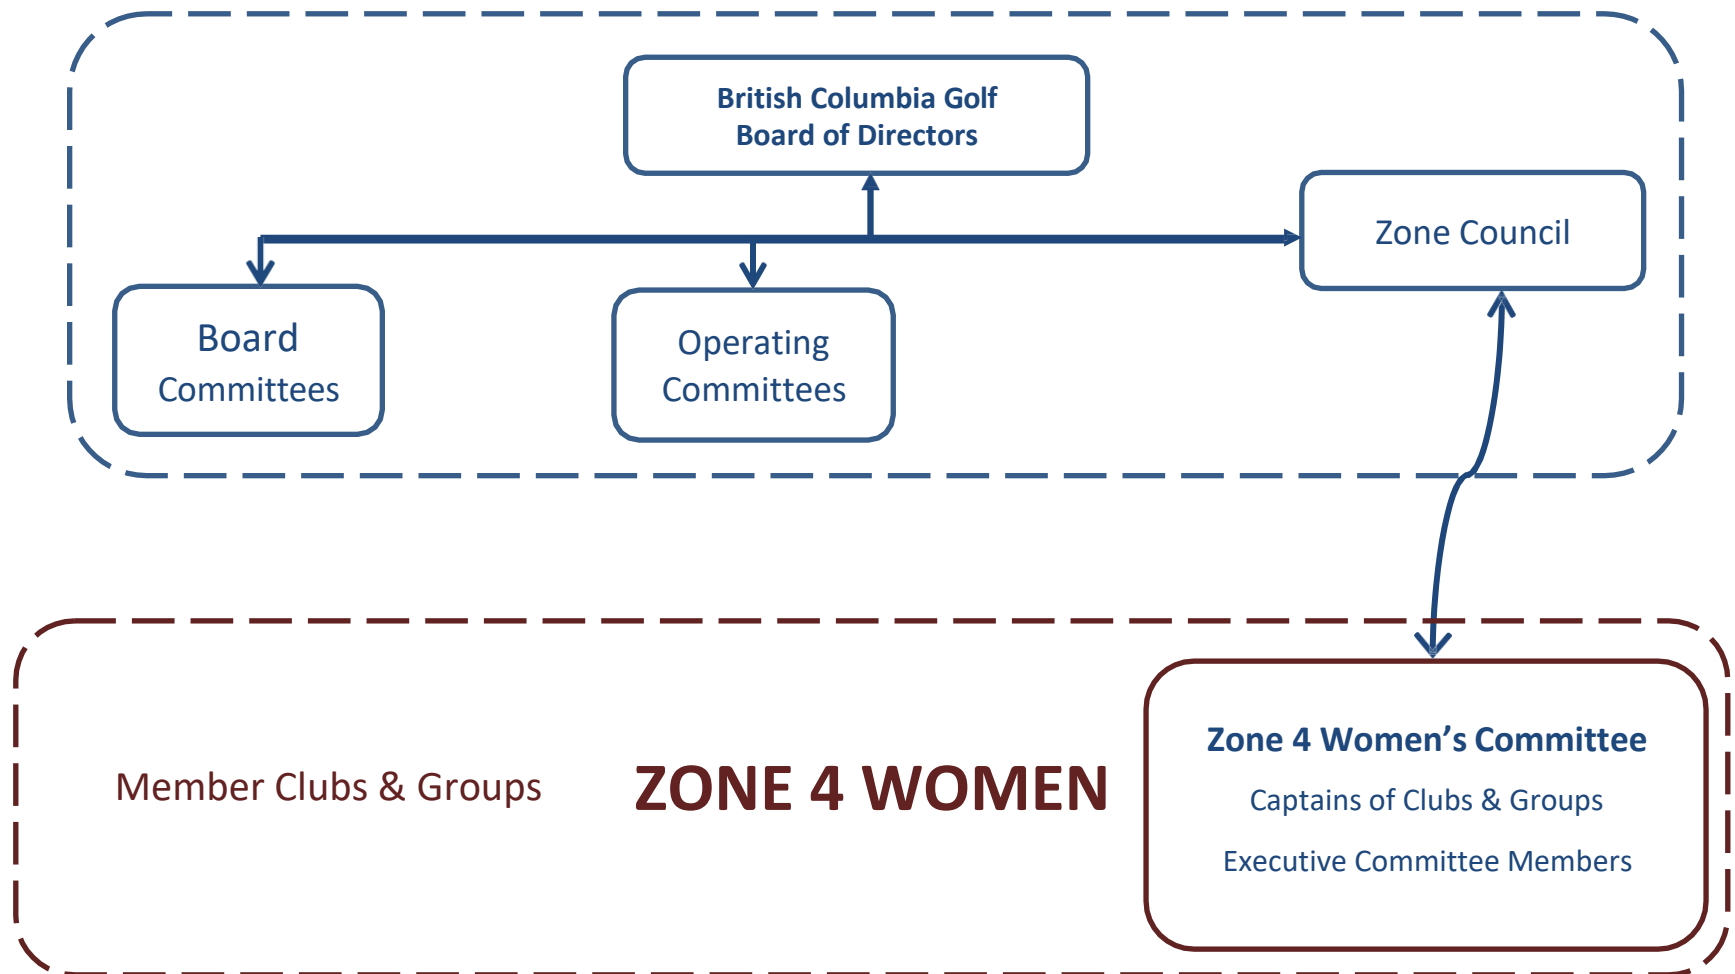 British Columbia Golf
Board of Directors
Zone Council
Board
Committees
Operating
Committees
Member Clubs & Groups
ZONE 4 WOMEN
Zone 4 Women’s Committee
Captains of Clubs & Groups
Executive Committee Members